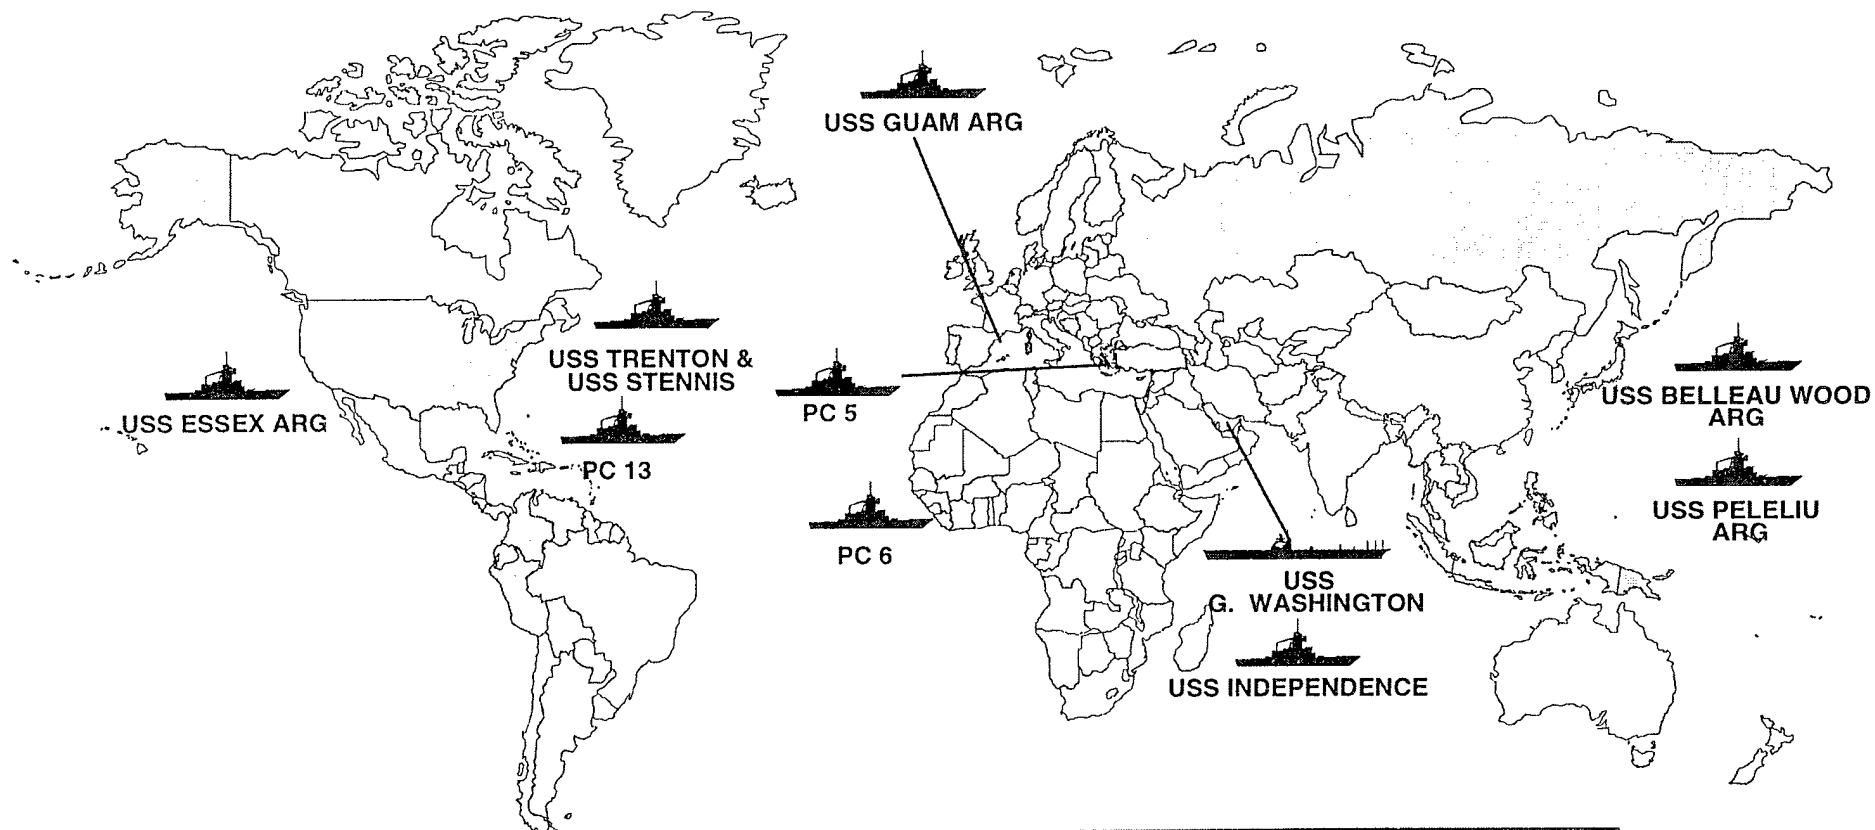 USS GUAM ARG
USS TRENTON &
USS STENNIS
USS ESSEX ARG
PC 13
PC 5
PC 6
USS BELLEAU WOOD
ARG
USS PELELIU
ARG
USS
G. WASHINGTON
USS INDEPENDENCE